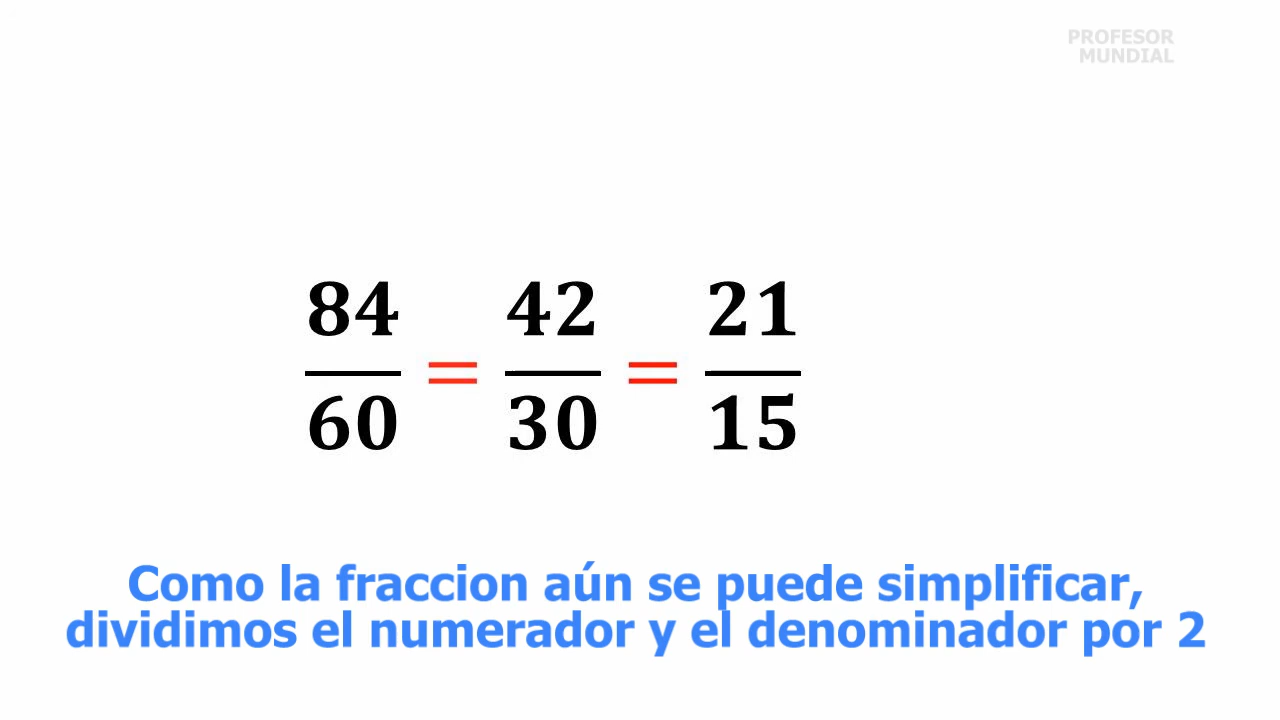 PROFESOR
MUNDIAL
84 42 21
= =
60 30 15
Como la fraccion aún se puede simplificar,
dividimos el numerador y el denominador por 2